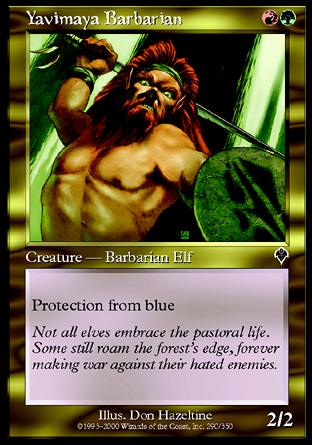 Yavimaya Barbarian
Creature — Barbarian Elf
Protection from blue
Not all elves embrace the pastoral life.
Some still roam the forest's edge, forever
making war against their hated enemies.
Illus. Don Hazeltine
©1993–2000 Wizards of the Coast, Inc. 290/350
2/2